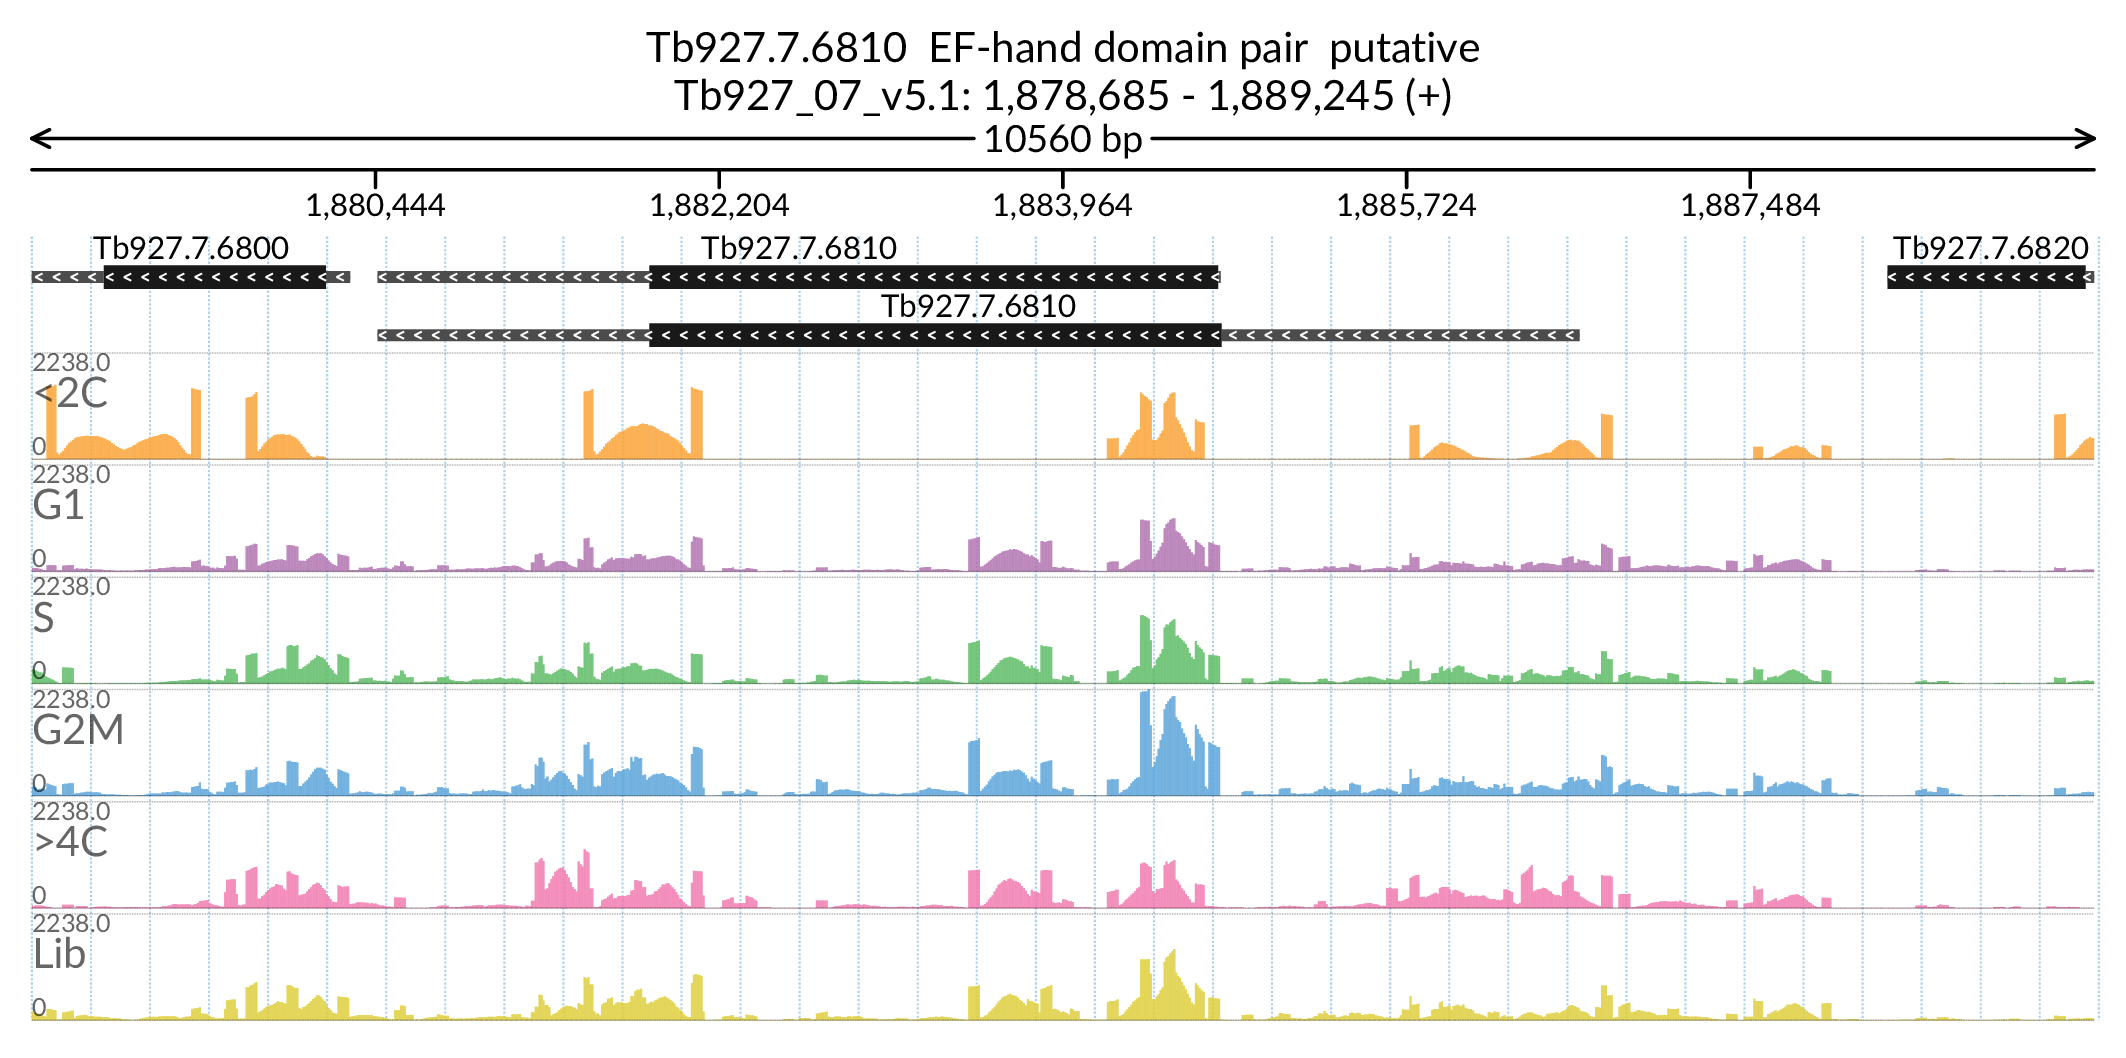 Tb927.7.6810  EF-hand domain pair  putative
Tb927_07_v5.1: 1,878,685 - 1,889,245 (+)
10560 bp
1,880,444 1,882,204 1,883,964 1,885,724 1,887,484
Tb927.7.6800 Tb927.7.6810 Tb927.7.6820
Tb927.7.6810
2238.0
<2C
0
2238.0
G1
0
2238.0
S
0
2238.0
G2M
0
2238.0
>4C
0
2238.0
Lib
0